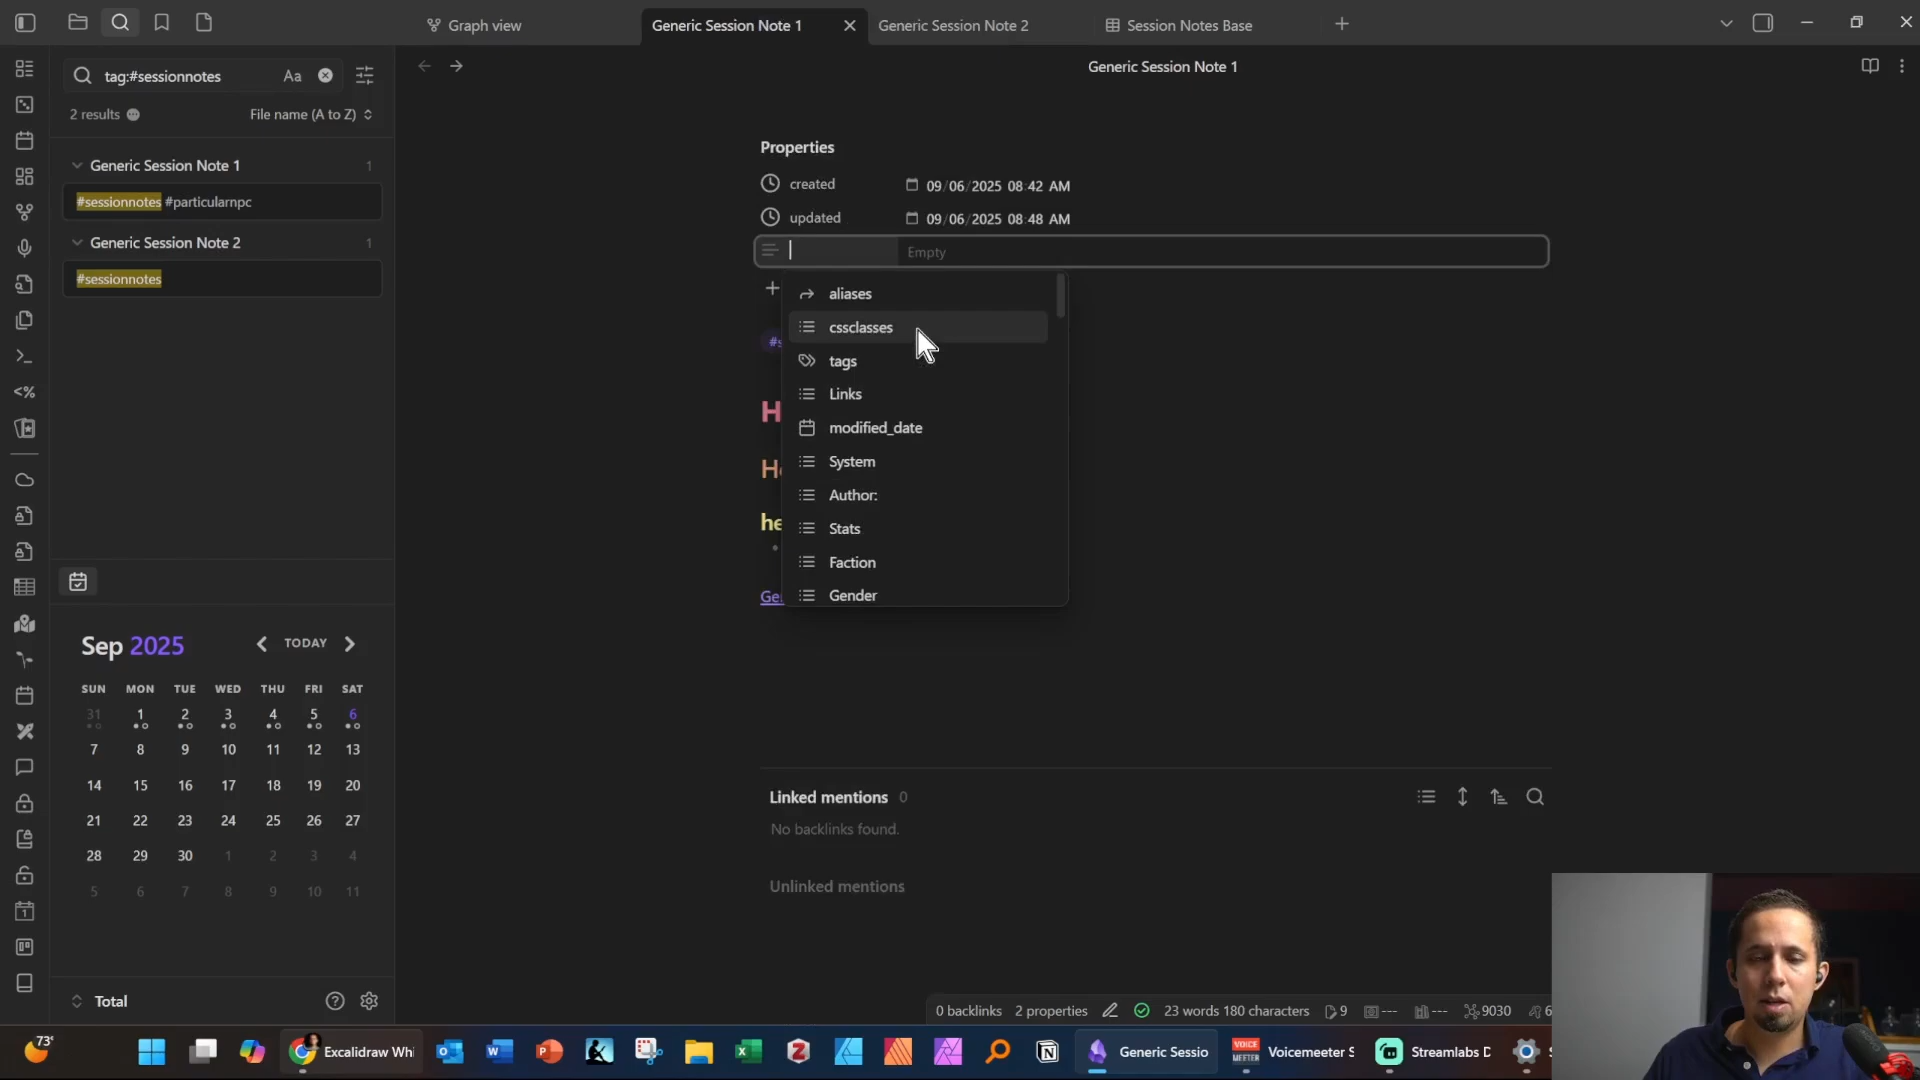 Graph view
Generic Session Note 1
Generic Session Note 2
Session Notes Base
tag:#sessionnotes
Aa
2 results
File name (A to Z)
Generic Session Note 1
1
#sessionnotes #particularnpc
Generic Session Note 2
1
#sessionnotes
Generic Session Note 1
Properties
created
09/06/2025 08:42 AM
updated
09/06/2025 08:48 AM
Empty
aliases
cssclasses
tags
Links
modified_date
System
Author:
Stats
Faction
Gender
Linked mentions 0
No backlinks found.
Unlinked mentions
Sep 2025
TODAY
SUN MON TUE WED THU FRI SAT
31 1 2 3 4 5 6
7 8 9 10 11 12 13
14 15 16 17 18 19 20
21 22 23 24 25 26 27
28 29 30 1 2 3 4
5 6 7 8 9 10 11
Total
0 backlinks 2 properties 23 words 180 characters 9 --- --- 9030 6
73°
Excalidraw Whi
Generic Sessio
VOICE MEETER
Voicemeeter S
Streamlabs D